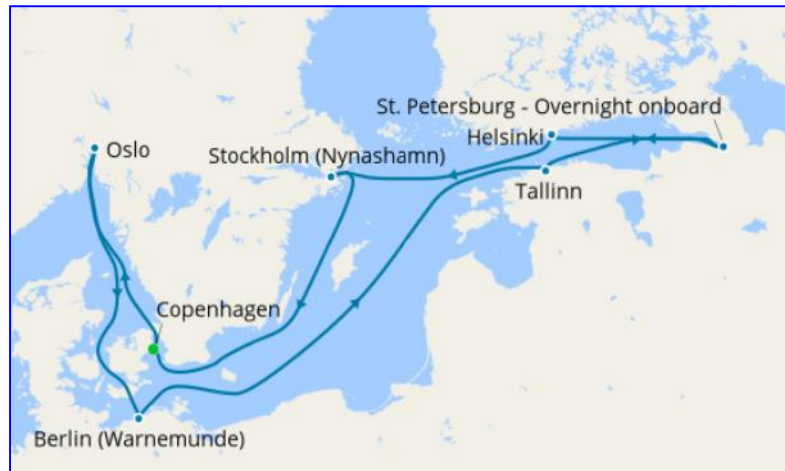 St. Petersburg - Overnight onboard
Helsinki
Oslo
Stockholm (Nynashamn)
Tallinn
Copenhagen
Berlin (Warnemunde)